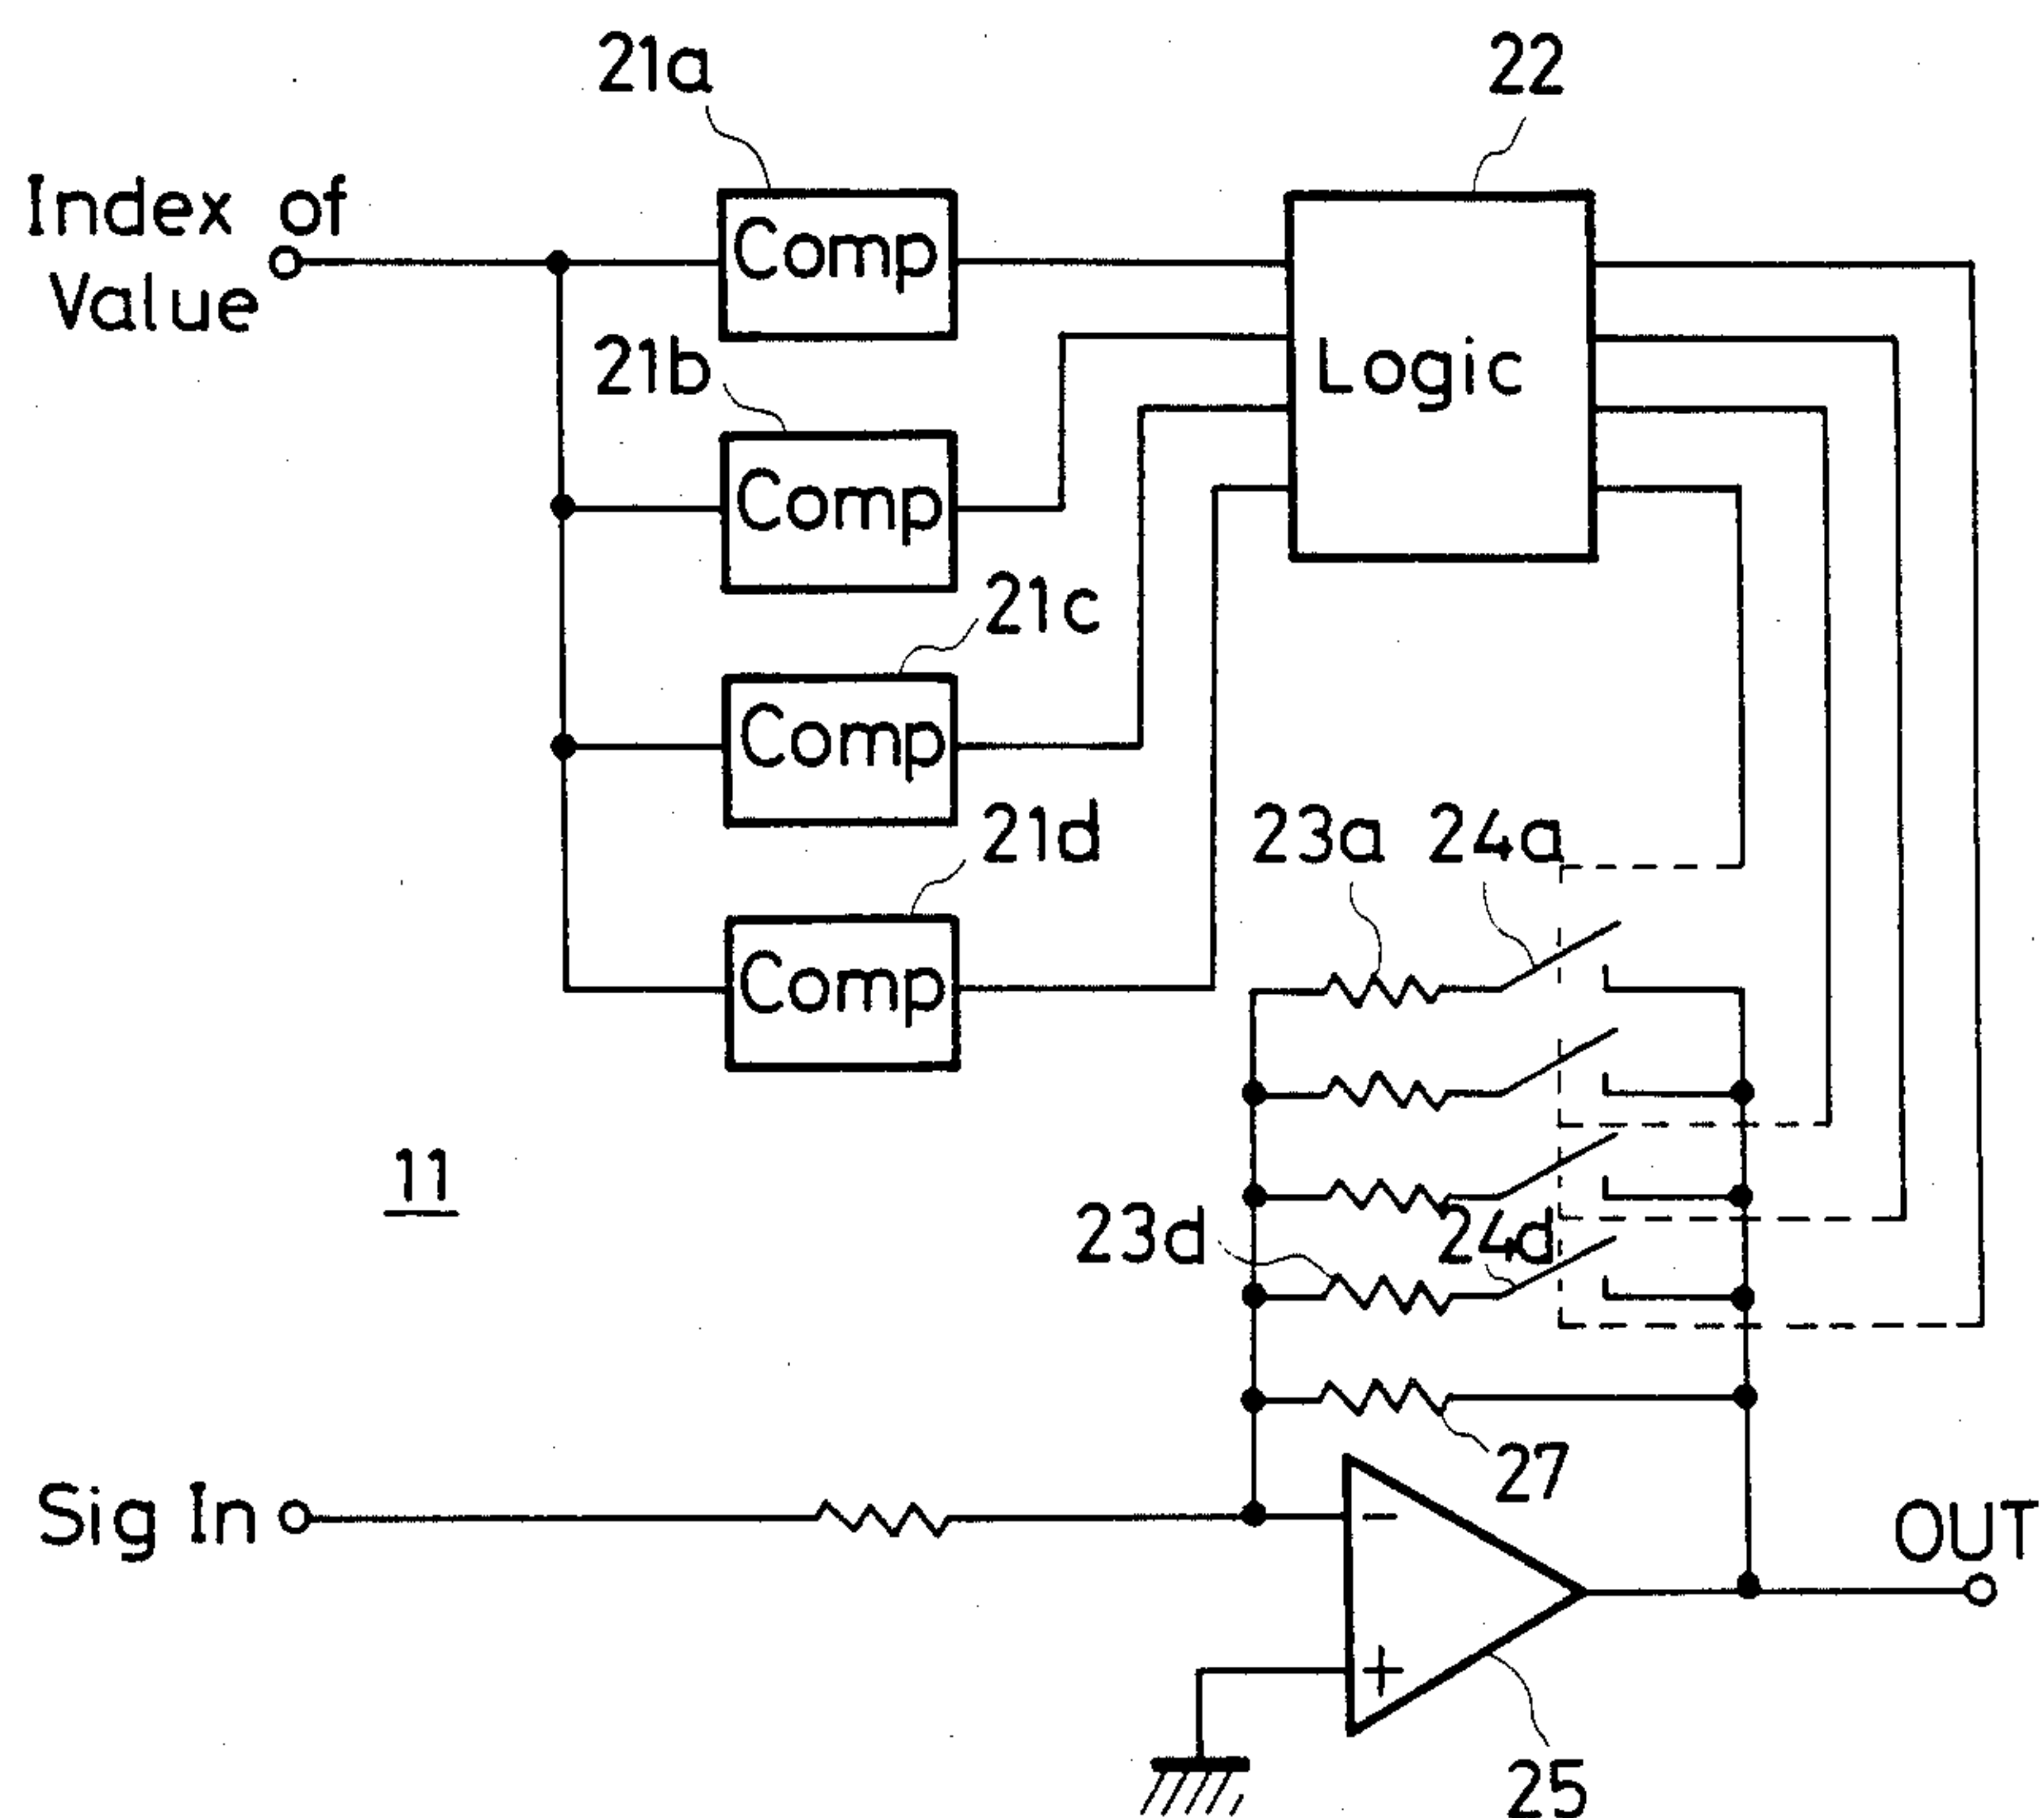 21a
22
Index of
Value
Comp
Logic
21b
Comp
21c
Comp
21d
Comp
23a
24a
11
23d
24d
27
Sig In
-
OUT
+
25